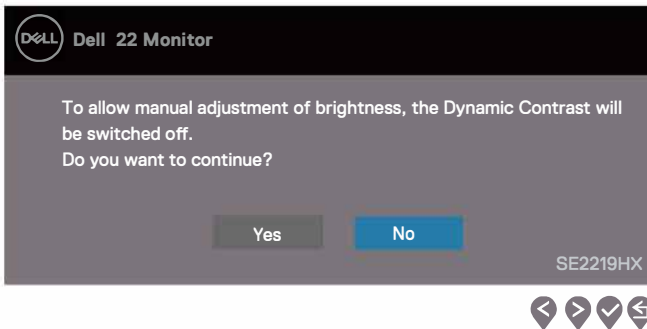 DELL Dell 22 Monitor
To allow manual adjustment of brightness, the Dynamic Contrast will
be switched off.
Do you want to continue?
Yes No
SE2219HX